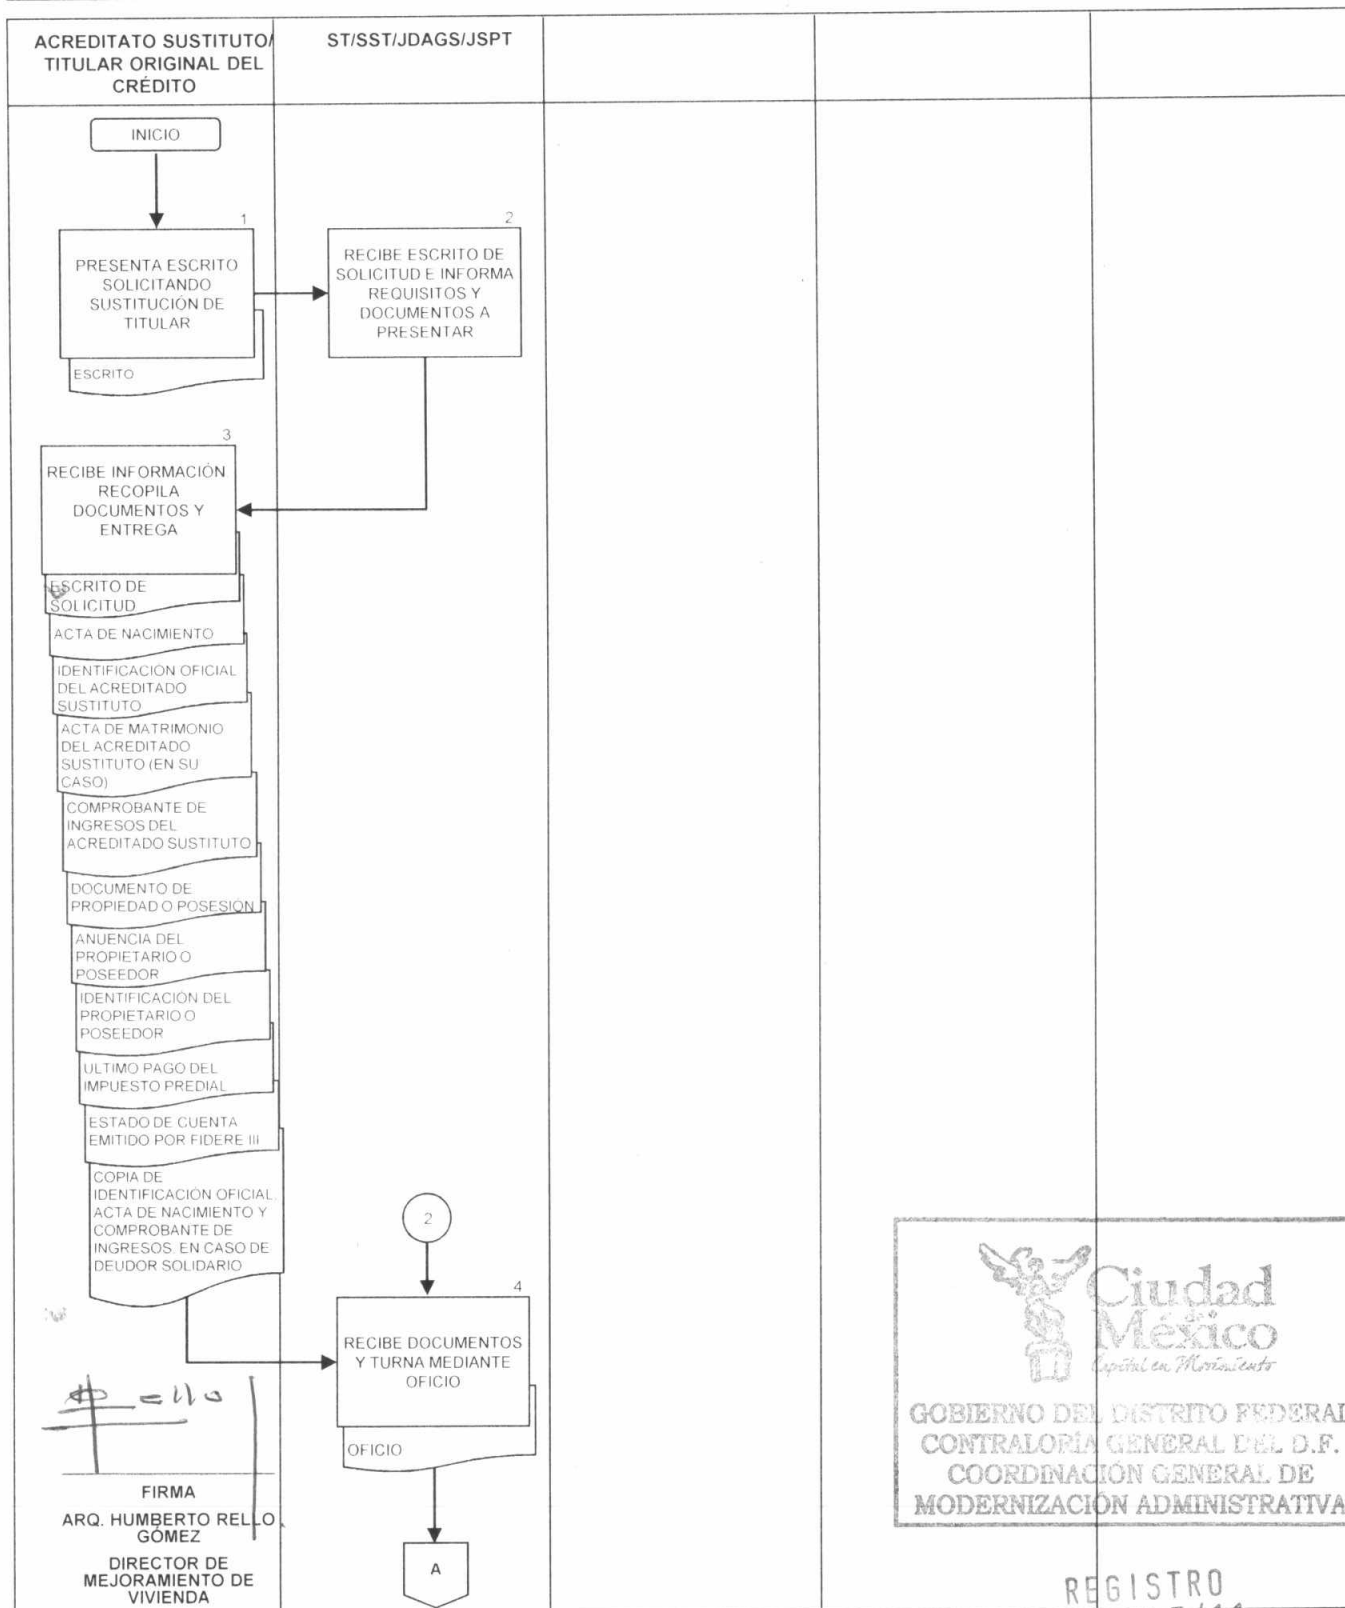 ACREDITATO SUSTITUTO/
TITULAR ORIGINAL DEL
CRÉDITO
ST/SST/JDAGS/JSPT
INICIO
1
PRESENTA ESCRITO
SOLICITANDO
SUSTITUCIÓN DE
TITULAR
ESCRITO
2
RECIBE ESCRITO DE
SOLICITUD E INFORMA
REQUISITOS Y
DOCUMENTOS A
PRESENTAR
3
RECIBE INFORMACIÓN
RECOPILA
DOCUMENTOS Y
ENTREGA
ESCRITO DE
SOLICITUD
ACTA DE NACIMIENTO
IDENTIFICACIÓN OFICIAL
DEL ACREDITADO
SUSTITUTO
ACTA DE MATRIMONIO
DEL ACREDITADO
SUSTITUTO (EN SU
CASO)
COMPROBANTE DE
INGRESOS DEL
ACREDITADO SUSTITUTO
DOCUMENTO DE
PROPIEDAD O POSESIÓN
ANUENCIA DEL
PROPIETARIO O
POSEEDOR
IDENTIFICACIÓN DEL
PROPIETARIO O
POSEEDOR
ULTIMO PAGO DEL
IMPUESTO PREDIAL
ESTADO DE CUENTA
EMITIDO POR FIDERE III
COPIA DE
IDENTIFICACIÓN OFICIAL,
ACTA DE NACIMIENTO Y
COMPROBANTE DE
INGRESOS. EN CASO DE
DEUDOR SOLIDARIO
2
4
RECIBE DOCUMENTOS
Y TURNA MEDIANTE
OFICIO
OFICIO
A
FIRMA
ARQ. HUMBERTO RELLO
GÓMEZ
DIRECTOR DE
MEJORAMIENTO DE
VIVIENDA
Ciudad
de
México
Capital en Movimiento
GOBIERNO DEL DISTRITO FEDERAL
CONTRALORÍA GENERAL DEL D.F.
COORDINACIÓN GENERAL DE
MODERNIZACIÓN ADMINISTRATIVA
REGISTRO